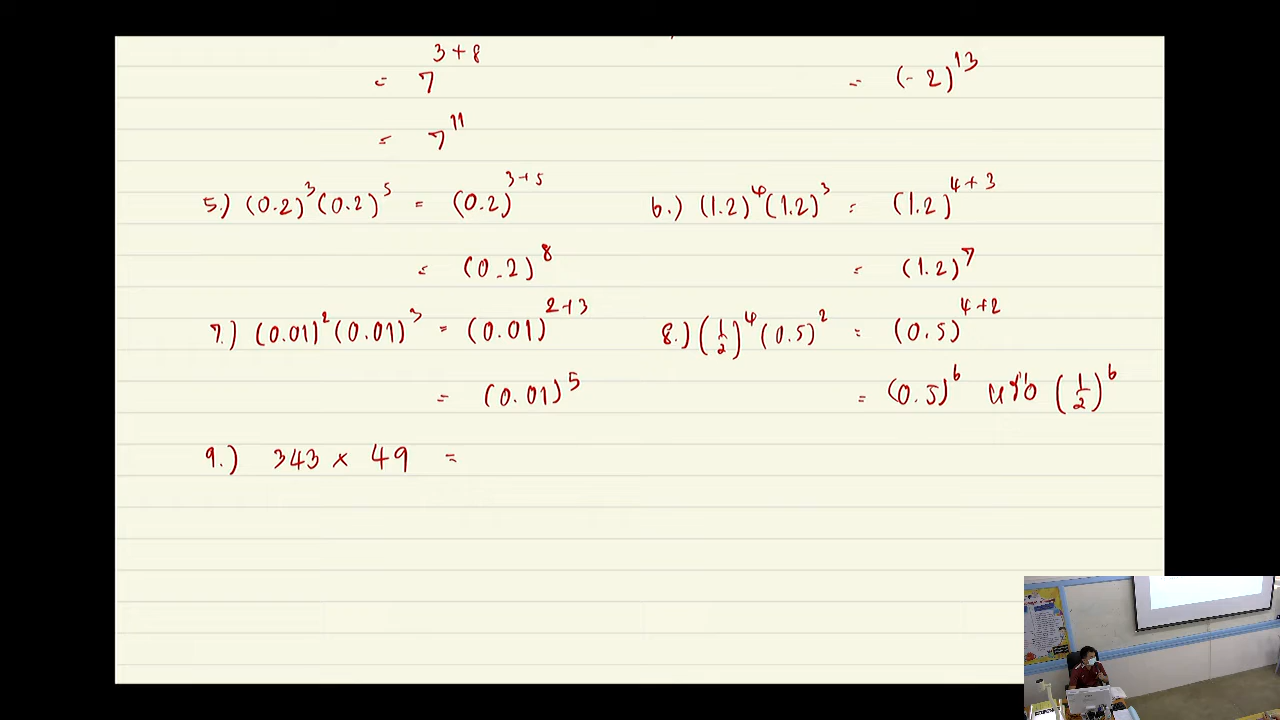 = 7^{3+8}
= (-2)^{13}
= 7^{11}
5.) (0.2)^3(0.2)^5 = (0.2)^{3+5}
= (0.2)^8
6.) (1.2)^4(1.2)^3 = (1.2)^{4+3}
= (1.2)^7
7.) (0.01)^2(0.01)^3 = (0.01)^{2+3}
= (0.01)^5
8.) (1/2)^4(0.5)^2 = (0.5)^{4+2}
= (0.5)^6 หรือ (1/2)^6
9.) 343 × 49 =